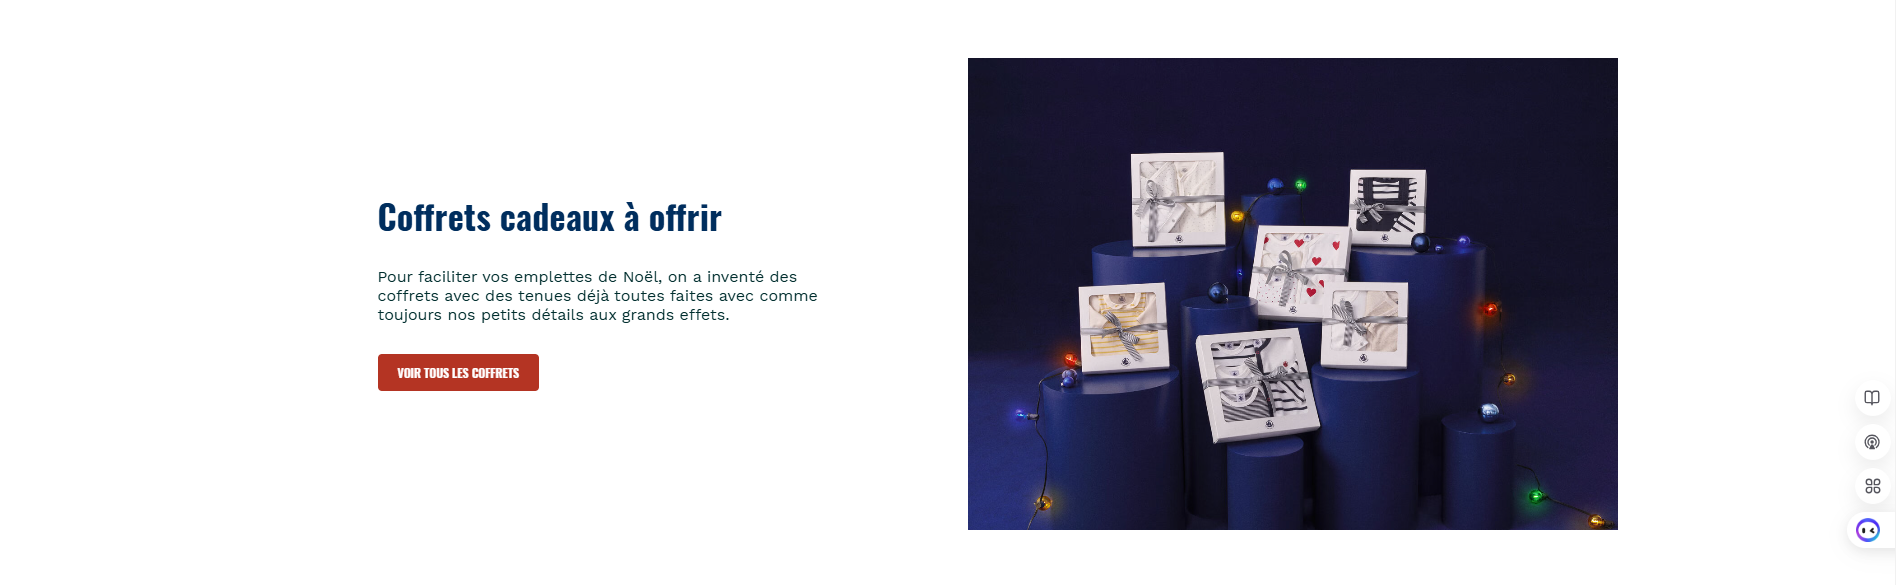 Coffrets cadeaux à offrir
Pour faciliter vos emplettes de Noël, on a inventé des
coffrets avec des tenues déjà toutes faites avec comme
toujours nos petits détails aux grands effets.
VOIR TOUS LES COFFRETS